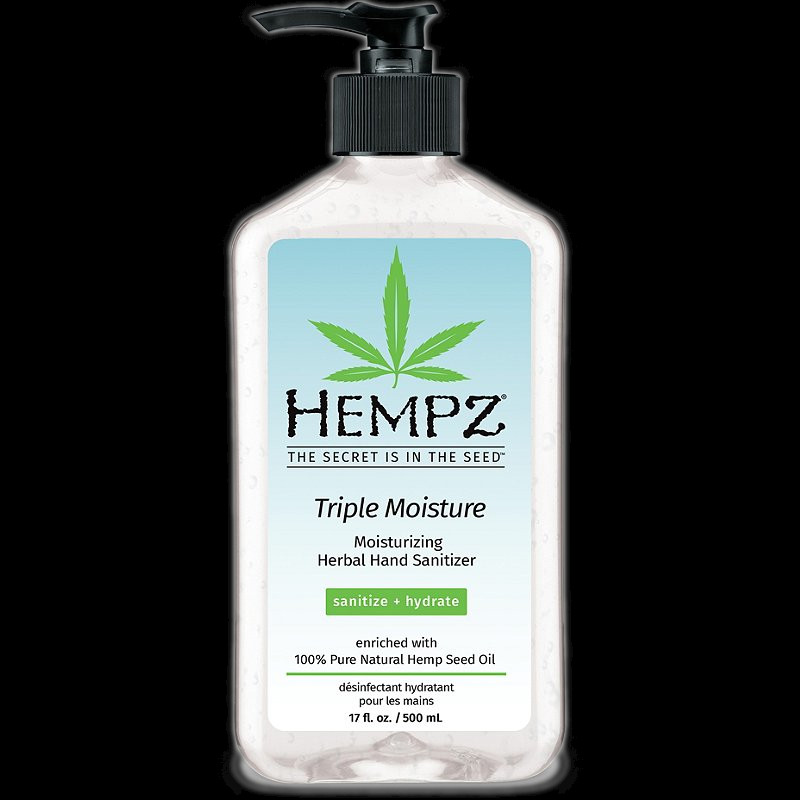 HEMPZ®
THE SECRET IS IN THE SEED™
Triple Moisture
Moisturizing
Herbal Hand Sanitizer
sanitize + hydrate
enriched with
100% Pure Natural Hemp Seed Oil
désinfectant hydratant
pour les mains
17 fl. oz. / 500 mL